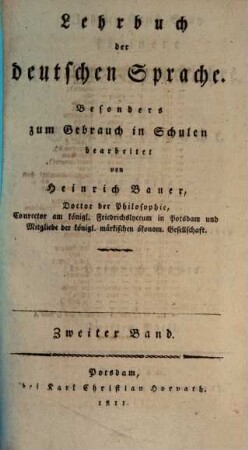 Lehrbuch
der
deutschen Sprache.
Besonders
zum Gebrauch in Schulen
bearbeitet
von
Heinrich Bauer,
Doctor der Philosophie,
Conrector am königl. Friedrichslyceum in Potsdam und
Mitgliede der königl. märkischen ökonom. Gesellschaft.
Zweiter Band.
Potsdam,
bei Karl Christian Horvath.
1811.